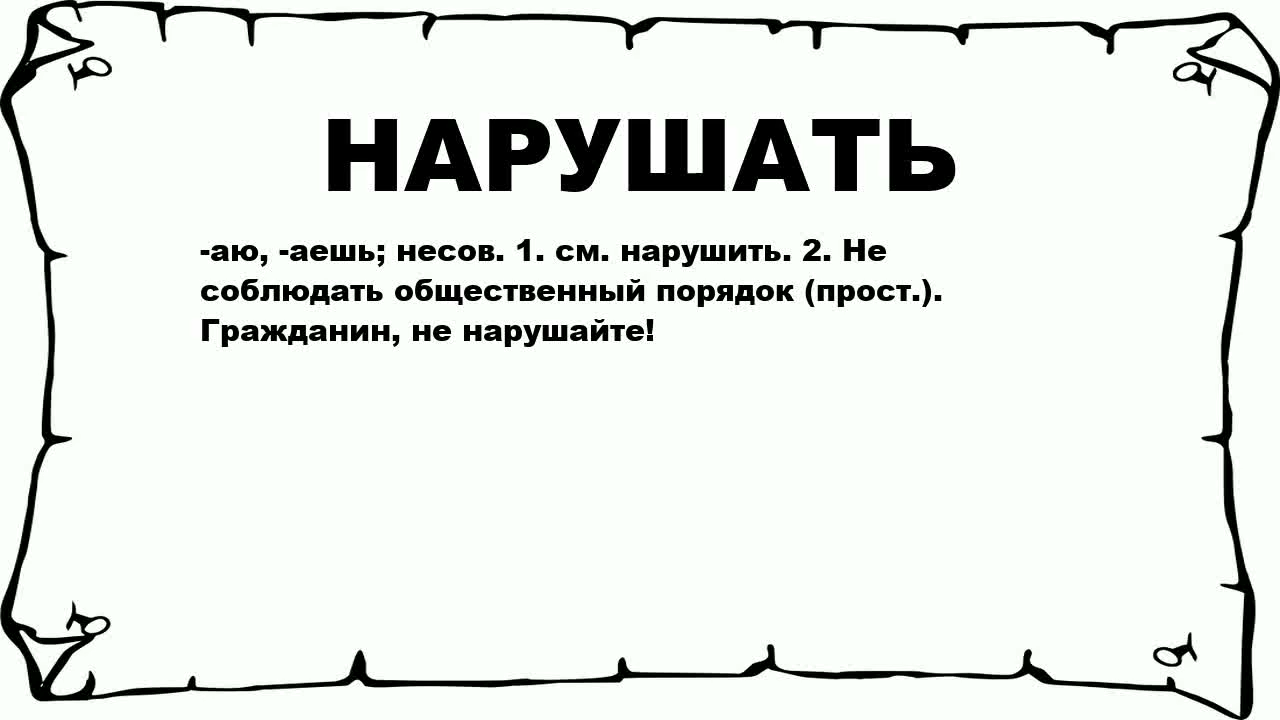 НАРУШАТЬ
-аю, -аешь; несов. 1. см. нарушить. 2. Не
соблюдать общественный порядок (прост.).
Гражданин, не нарушайте!